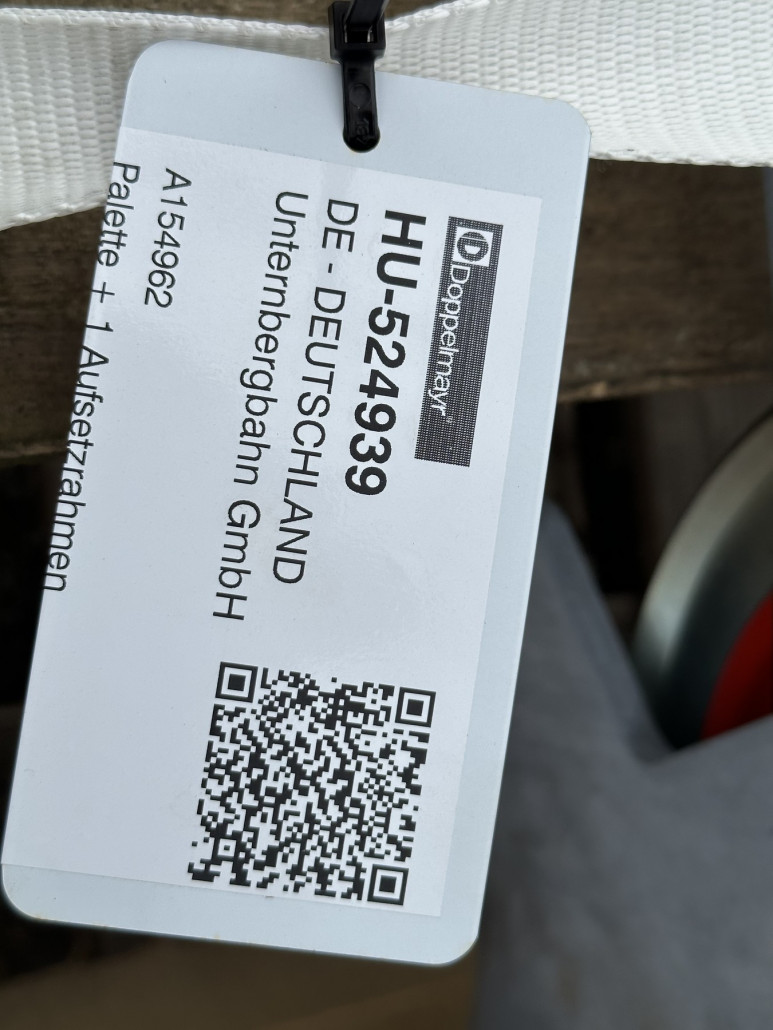 Doppelmayr
HU-524939
DE - DEUTSCHLAND
Unternbergbahn GmbH
A154962
Palette + 1 Aufsetzrahmen